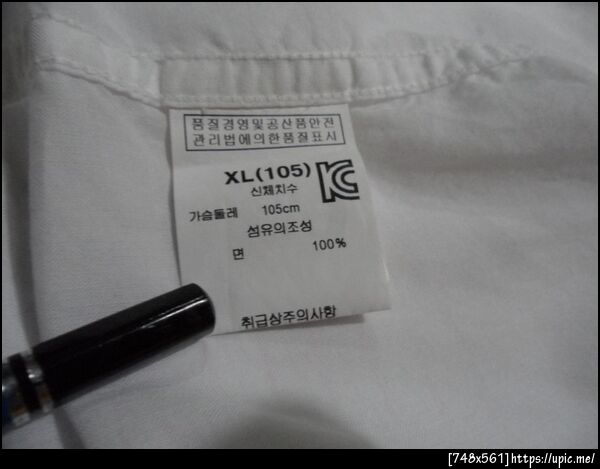 품질경영및공산품안전
관리법에의한품질표시
XL(105)
신체치수
가슴둘레 105cm
섬유의조성
면 100%
취급상주의사항
[748x561]https://upic.me/